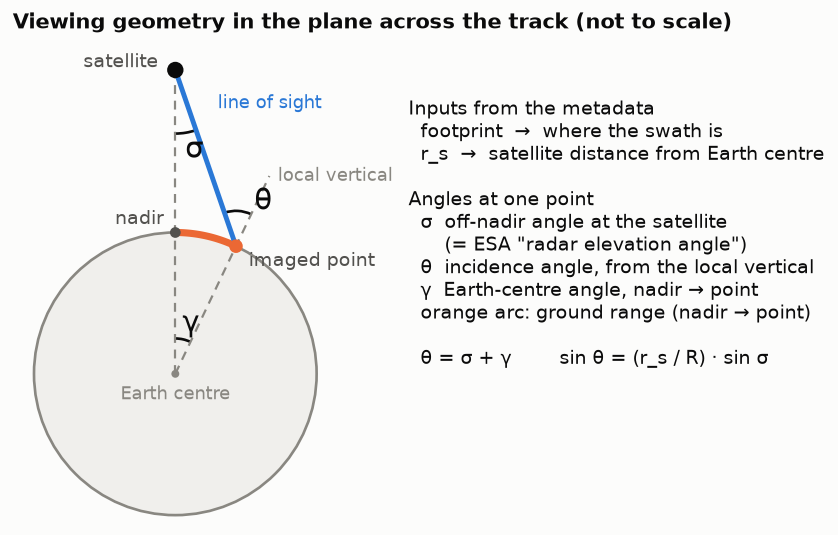 Viewing geometry in the plane across the track (not to scale)
satellite
line of sight
σ
local vertical
θ
nadir
imaged point
γ
Earth centre
Inputs from the metadata
footprint → where the swath is
r_s → satellite distance from Earth centre
Angles at one point
σ off-nadir angle at the satellite
(= ESA "radar elevation angle")
θ incidence angle, from the local vertical
γ Earth-centre angle, nadir → point
orange arc: ground range (nadir → point)
θ = σ + γ sin θ = (r_s / R) · sin σ